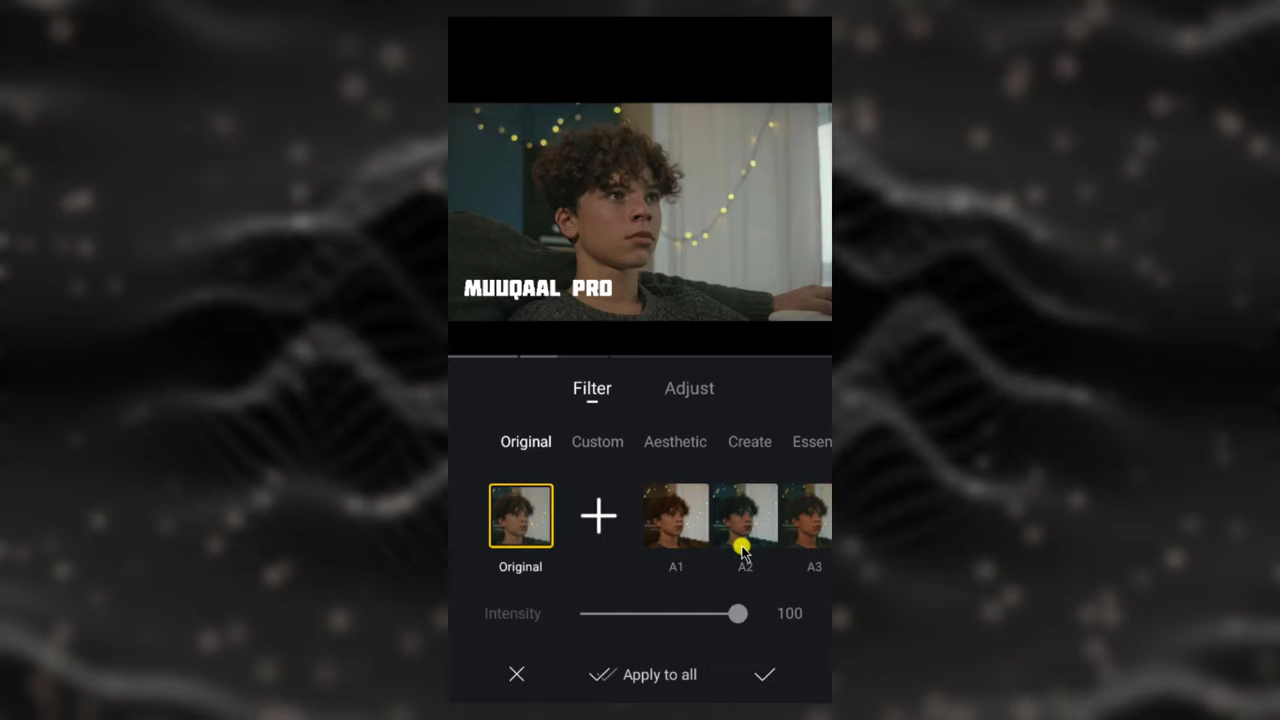 MUUQAAL PRO
Filter Adjust
Original Custom Aesthetic Create Essen
Original A1 A2 A3
Intensity 100
Apply to all